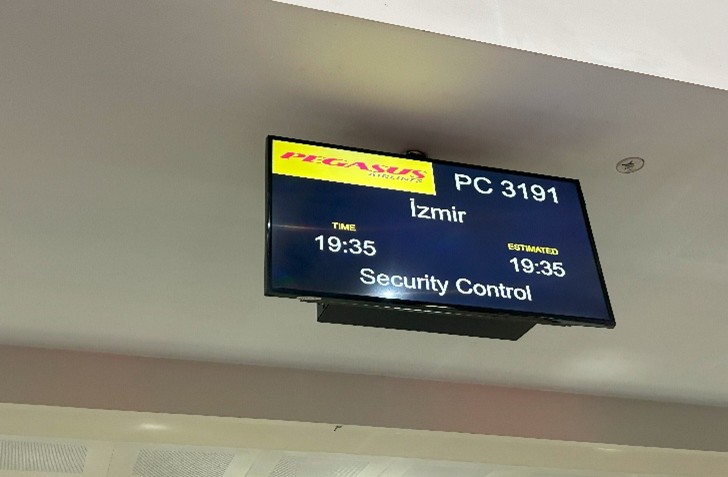 PEGASUS
AIRLINES
PC 3191
İzmir
TIME
19:35
ESTIMATED
19:35
Security Control